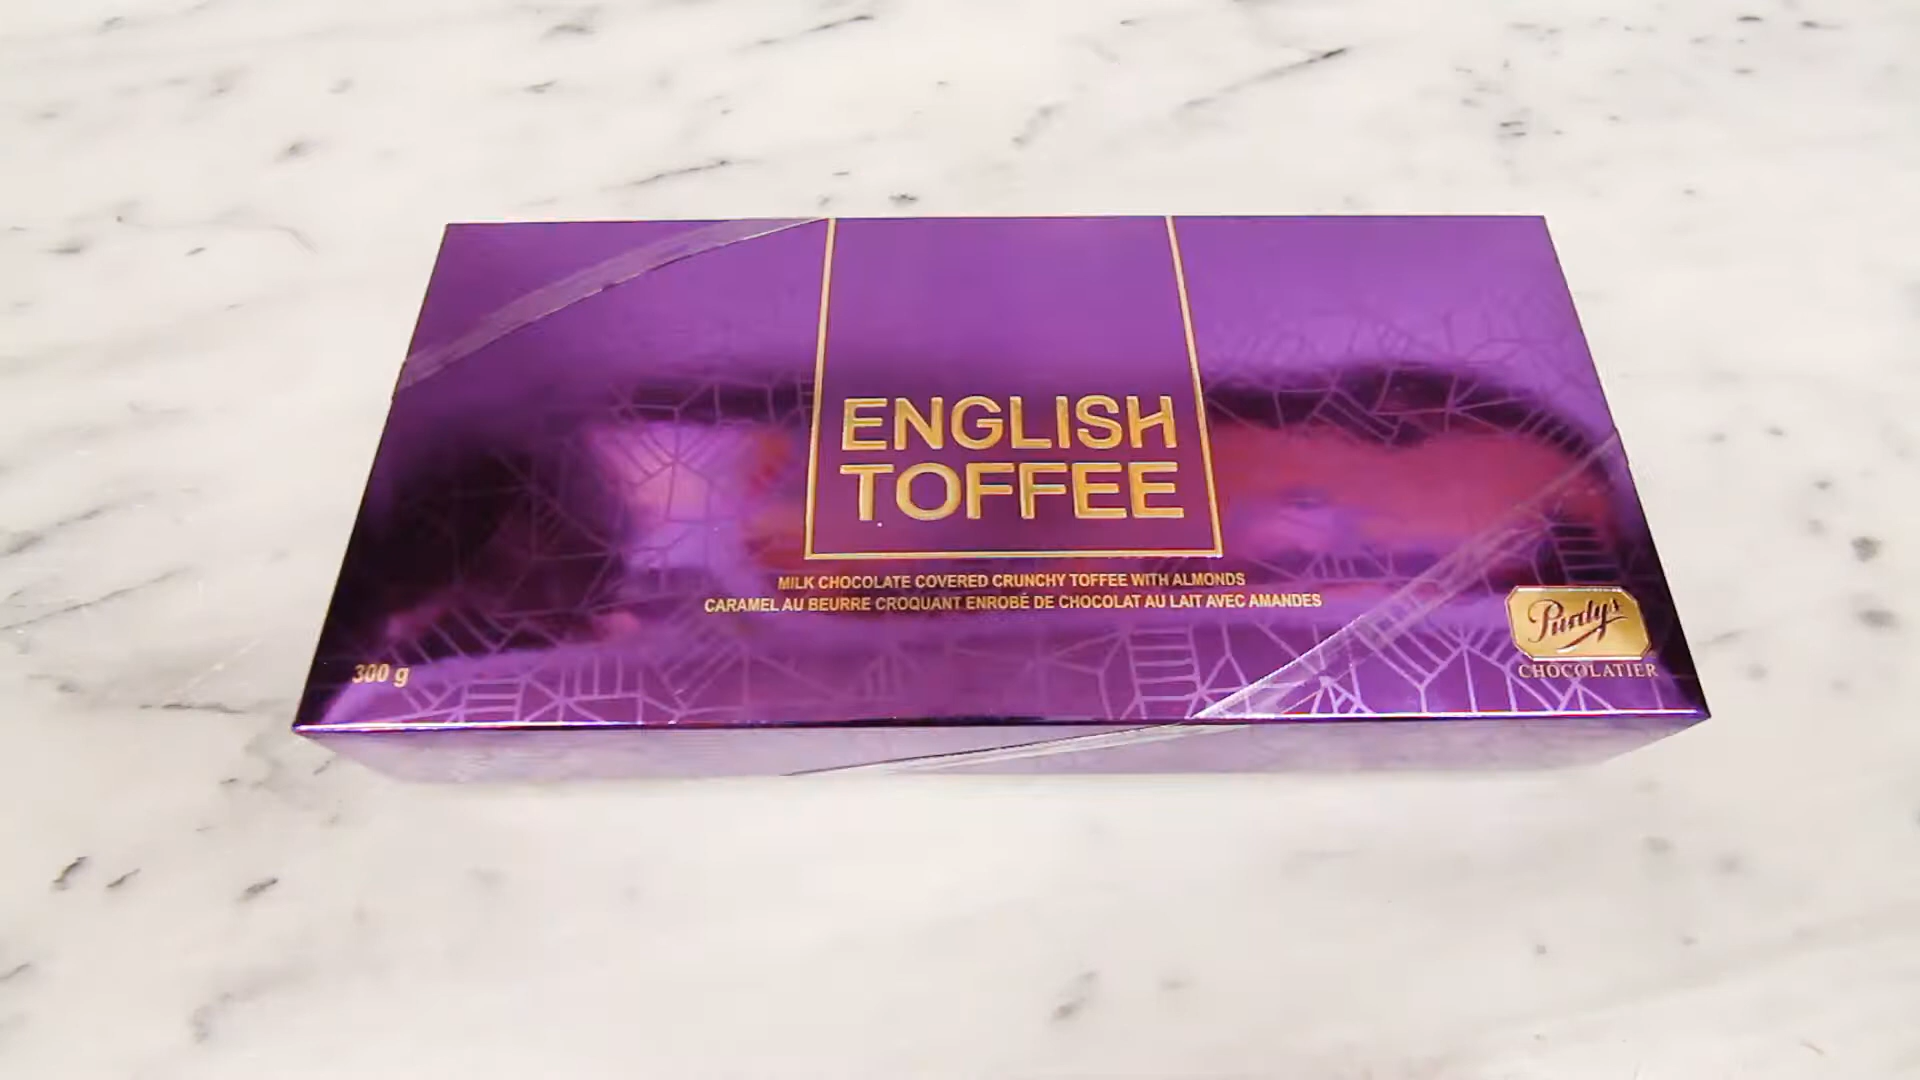 ENGLISH
TOFFEE
MILK CHOCOLATE COVERED CRUNCHY TOFFEE WITH ALMONDS
CARAMEL AU BEURRE CROQUANT ENROBÉ DE CHOCOLAT AU LAIT AVEC AMANDES
300 g
Purdys
CHOCOLATIER